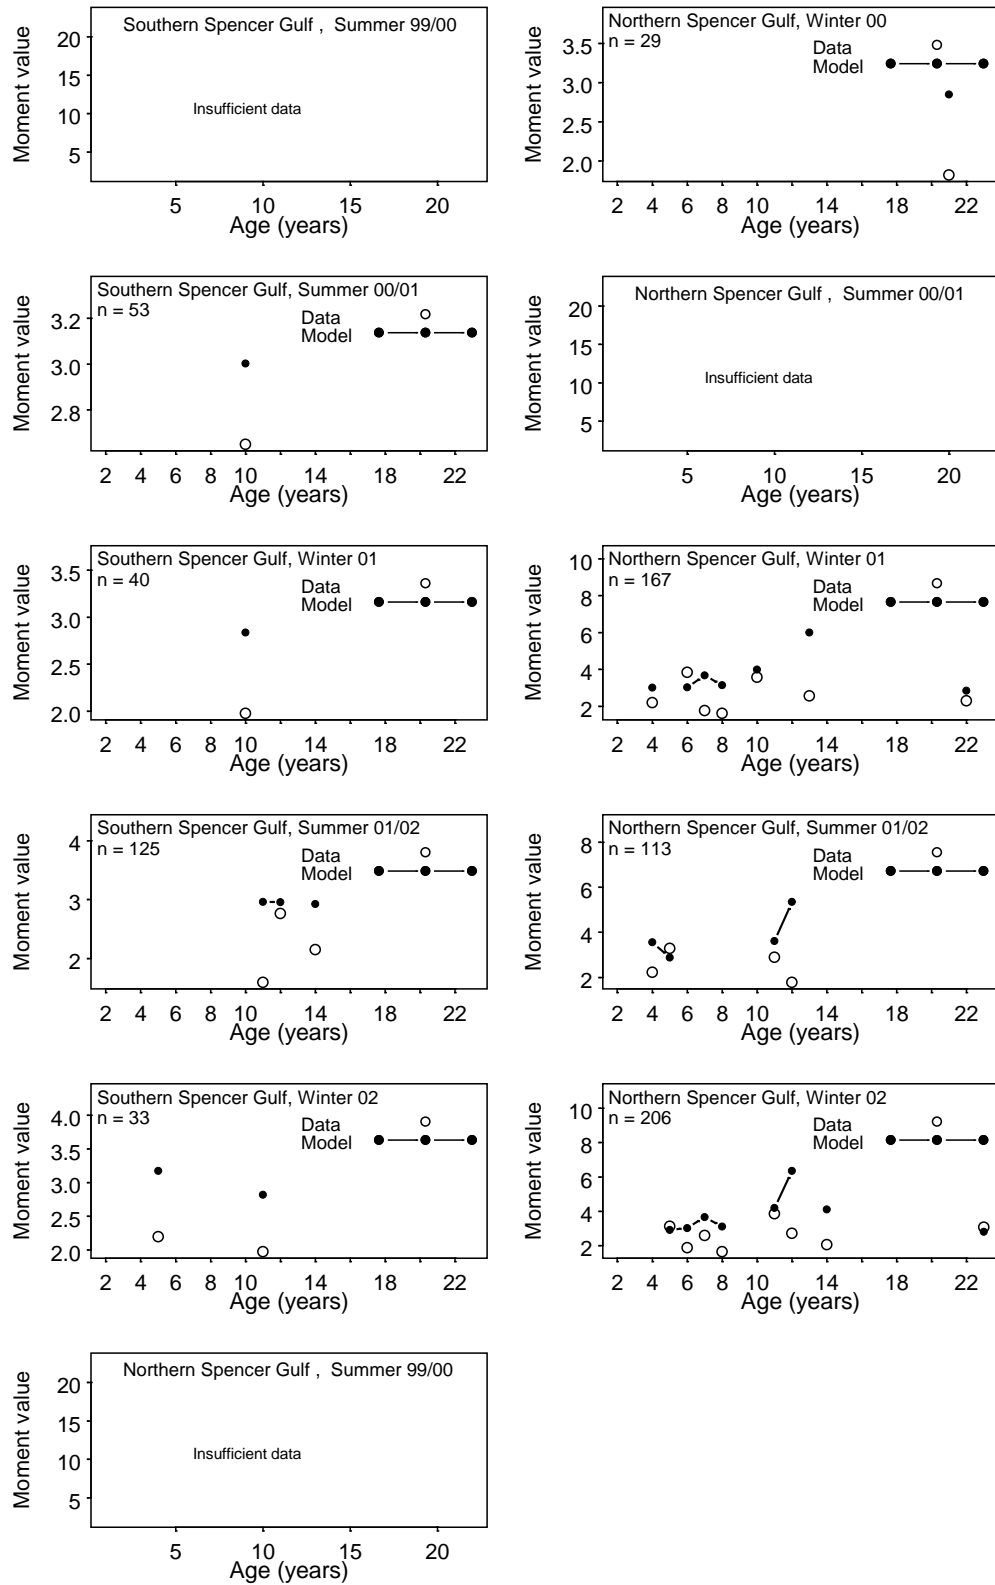 Southern Spencer Gulf , Summer 99/00
Moment value
20
15
10
5
Insufficient data
5 10 15 20
Age (years)
Northern Spencer Gulf, Winter 00
n = 29
Data
Model
Moment value
3.5
3.0
2.5
2.0
2 4 6 8 10 14 18 22
Age (years)
Southern Spencer Gulf, Summer 00/01
n = 53
Data
Model
Moment value
3.2
3.0
2.8
2 4 6 8 10 14 18 22
Age (years)
Northern Spencer Gulf , Summer 00/01
Moment value
20
15
10
5
Insufficient data
5 10 15 20
Age (years)
Southern Spencer Gulf, Winter 01
n = 40
Data
Model
Moment value
3.5
3.0
2.5
2.0
2 4 6 8 10 14 18 22
Age (years)
Northern Spencer Gulf, Winter 01
n = 167
Data
Model
Moment value
10
8
6
4
2
2 4 6 8 10 14 18 22
Age (years)
Southern Spencer Gulf, Summer 01/02
n = 125
Data
Model
Moment value
4
3
2
2 4 6 8 10 14 18 22
Age (years)
Northern Spencer Gulf, Summer 01/02
n = 113
Data
Model
Moment value
8
6
4
2
2 4 6 8 10 14 18 22
Age (years)
Southern Spencer Gulf, Winter 02
n = 33
Data
Model
Moment value
4.0
3.5
3.0
2.5
2.0
2 4 6 8 10 14 18 22
Age (years)
Northern Spencer Gulf, Winter 02
n = 206
Data
Model
Moment value
10
8
6
4
2
2 4 6 8 10 14 18 22
Age (years)
Northern Spencer Gulf , Summer 99/00
Moment value
20
15
10
5
Insufficient data
5 10 15 20
Age (years)